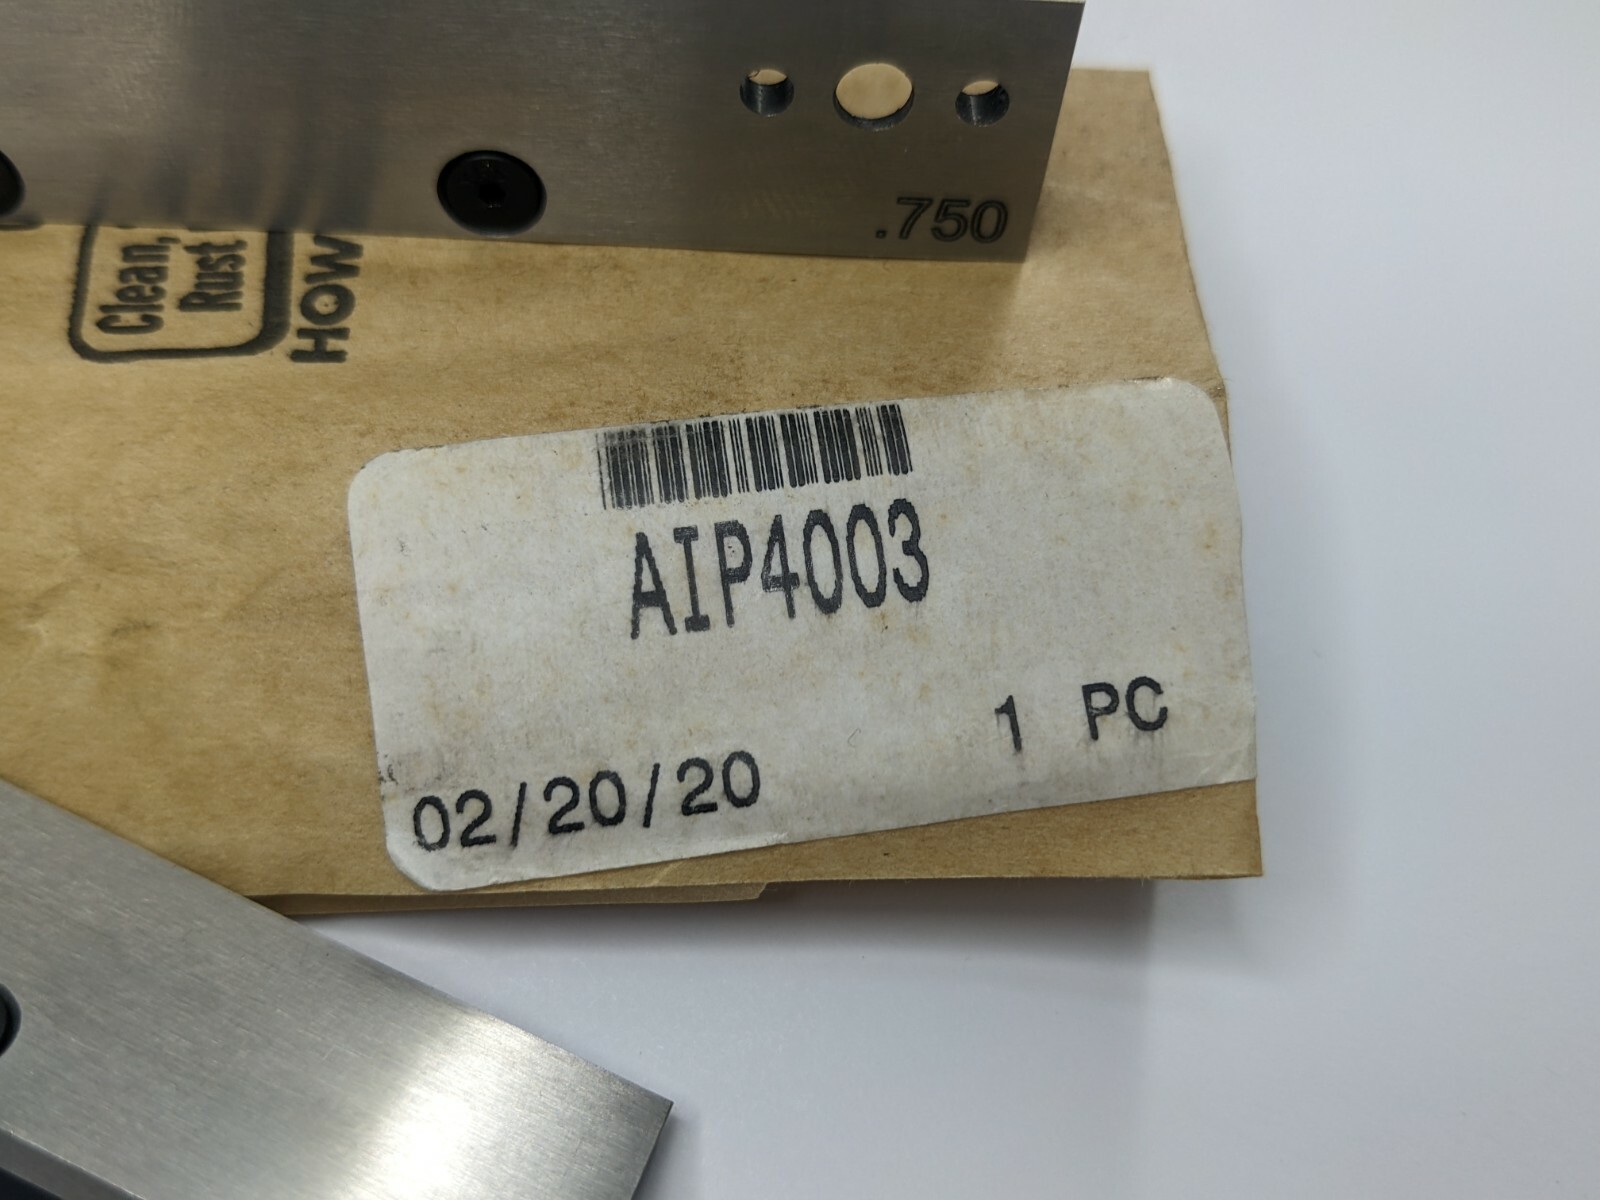 .750
Clean,
Rust
HOW
AIP4003
1 PC
02/20/20